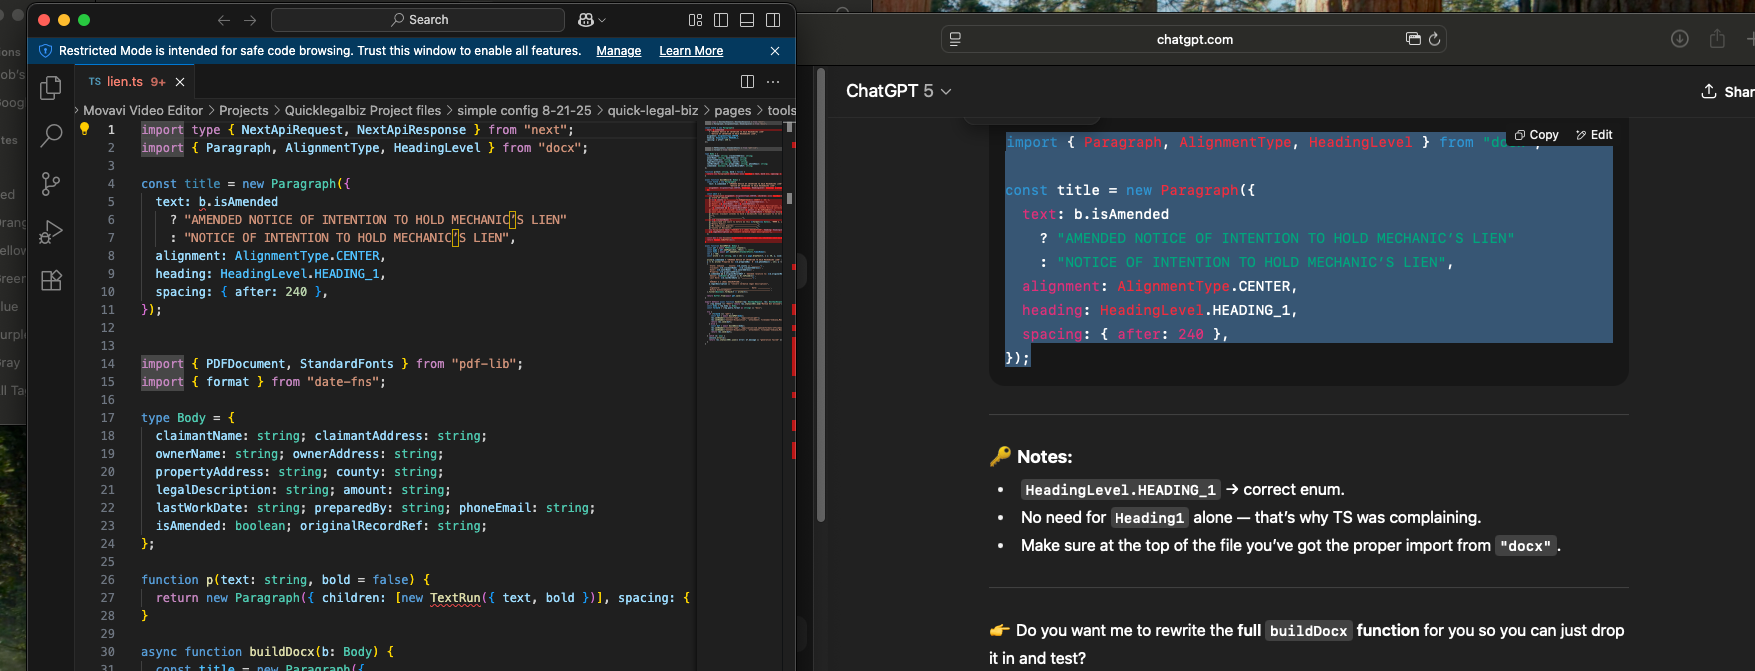 Search
Restricted Mode is intended for safe code browsing. Trust this window to enable all features. Manage Learn More
TS lien.ts 9+
Movavi Video Editor > Projects > Quicklegalbiz Project files > simple config 8-21-25 > quick-legal-biz > pages > tools
1 import type { NextApiRequest, NextApiResponse } from "next";
2 import { Paragraph, AlignmentType, HeadingLevel } from "docx";
3
4 const title = new Paragraph({
5 text: b.isAmended
6 ? "AMENDED NOTICE OF INTENTION TO HOLD MECHANIC’S LIEN"
7 : "NOTICE OF INTENTION TO HOLD MECHANIC’S LIEN",
8 alignment: AlignmentType.CENTER,
9 heading: HeadingLevel.HEADING_1,
10 spacing: { after: 240 },
11 });
12
13
14 import { PDFDocument, StandardFonts } from "pdf-lib";
15 import { format } from "date-fns";
16
17 type Body = {
18 claimantName: string; claimantAddress: string;
19 ownerName: string; ownerAddress: string;
20 propertyAddress: string; county: string;
21 legalDescription: string; amount: string;
22 lastWorkDate: string; preparedBy: string; phoneEmail: string;
23 isAmended: boolean; originalRecordRef: string;
24 };
25
26 function p(text: string, bold = false) {
27 return new Paragraph({ children: [new TextRun({ text, bold })], spacing: {
28 }
29
30 async function buildDocx(b: Body) {
31 const title = new Paragraph({
chatgpt.com
ChatGPT 5
Shar
Copy Edit
import { Paragraph, AlignmentType, HeadingLevel } from "docx";
const title = new Paragraph({
text: b.isAmended
? "AMENDED NOTICE OF INTENTION TO HOLD MECHANIC’S LIEN"
: "NOTICE OF INTENTION TO HOLD MECHANIC’S LIEN",
alignment: AlignmentType.CENTER,
heading: HeadingLevel.HEADING_1,
spacing: { after: 240 },
});
🔑 Notes:
• HeadingLevel.HEADING_1 → correct enum.
• No need for Heading1 alone — that’s why TS was complaining.
• Make sure at the top of the file you’ve got the proper import from "docx".
👉 Do you want me to rewrite the full buildDocx function for you so you can just drop
it in and test?